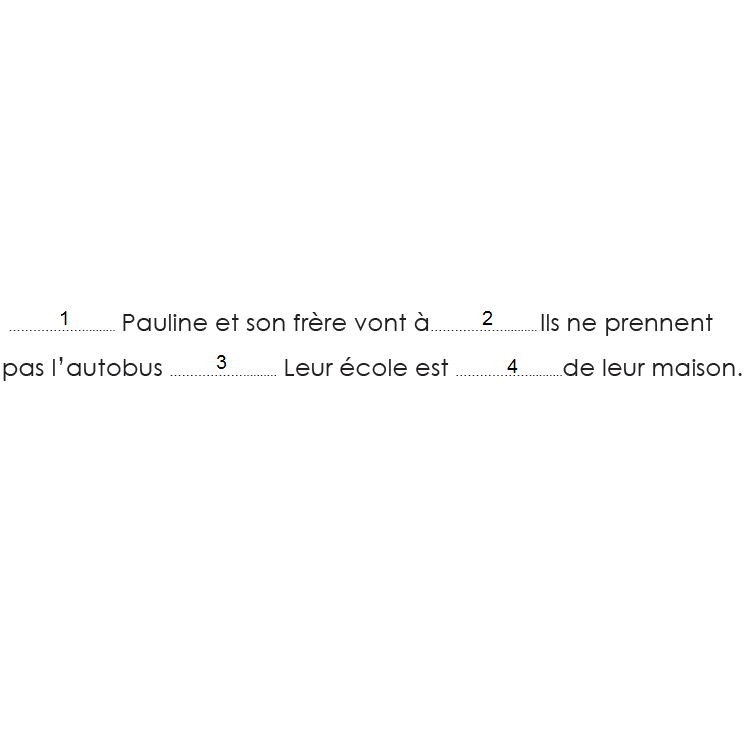 ......1...... Pauline et son frère vont à......2......Ils ne prennent
pas l’autobus ......3...... Leur école est ......4......de leur maison.